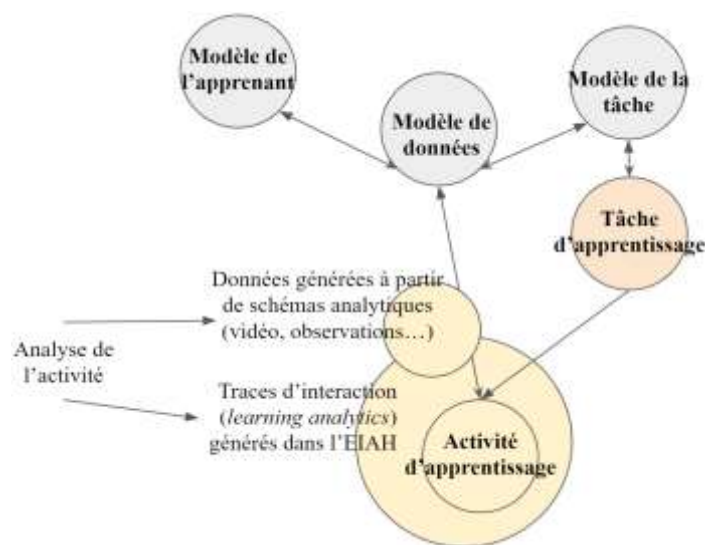 Modèle de
l'apprenant
Modèle de
données
Modèle de la
tâche
Tâche
d'apprentissage
Données générées à partir
de schémas analytiques
(vidéo, observations…)
Analyse de
l'activité
Traces d'interaction
(learning analytics)
générés dans l'EIAH
Activité
d'apprentissage